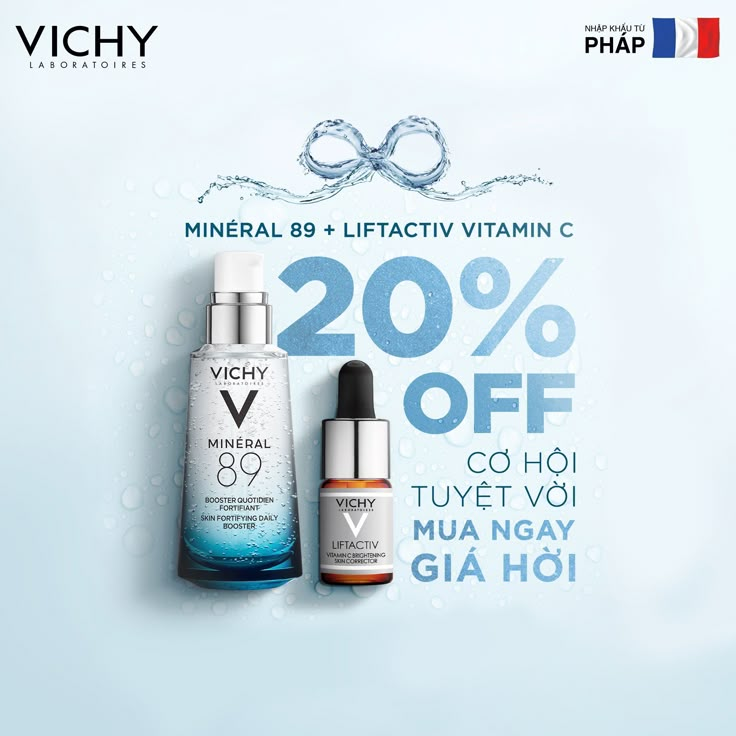 VICHY
LABORATOIRES
NHẬP KHẨU TỪ
PHÁP
MINÉRAL 89 + LIFTACTIV VITAMIN C
20%
OFF
CƠ HỘI
TUYỆT VỜI
MUA NGAY
GIÁ HỜI
VICHY
LABORATOIRES
MINÉRAL
89
BOOSTER QUOTIDIEN
FORTIFIANT
SKIN FORTIFYING DAILY
BOOSTER
VICHY
LABORATOIRES
LIFTACTIV
VITAMIN C BRIGHTENING
SKIN CORRECTOR